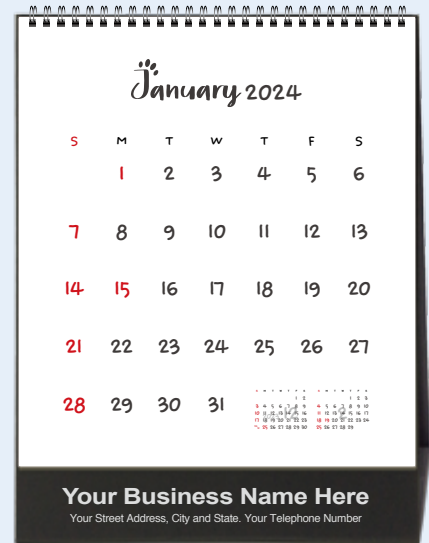 January 2024
S M T W T F S
1 2 3 4 5 6
7 8 9 10 11 12 13
14 15 16 17 18 19 20
21 22 23 24 25 26 27
28 29 30 31
Your Business Name Here
Your Street Address, City and State. Your Telephone Number